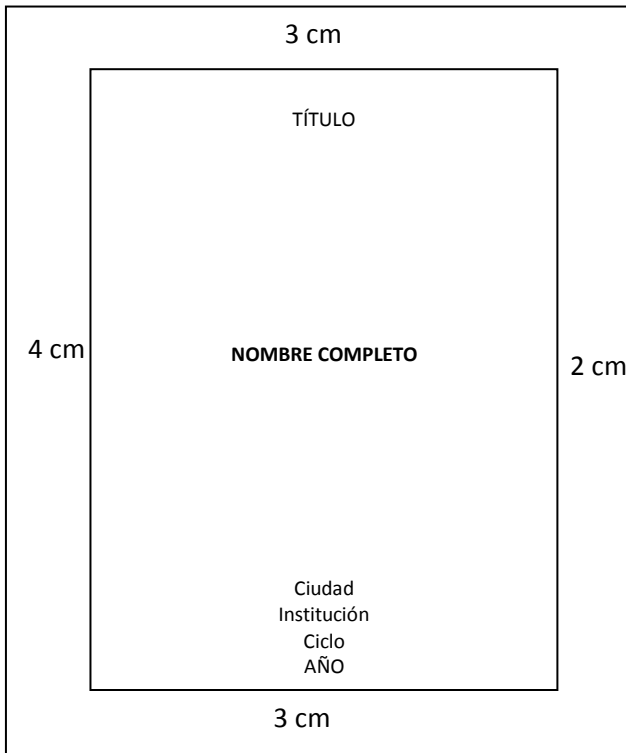 3 cm
TÍTULO
4 cm
NOMBRE COMPLETO
2 cm
Ciudad
Institución
Ciclo
AÑO
3 cm